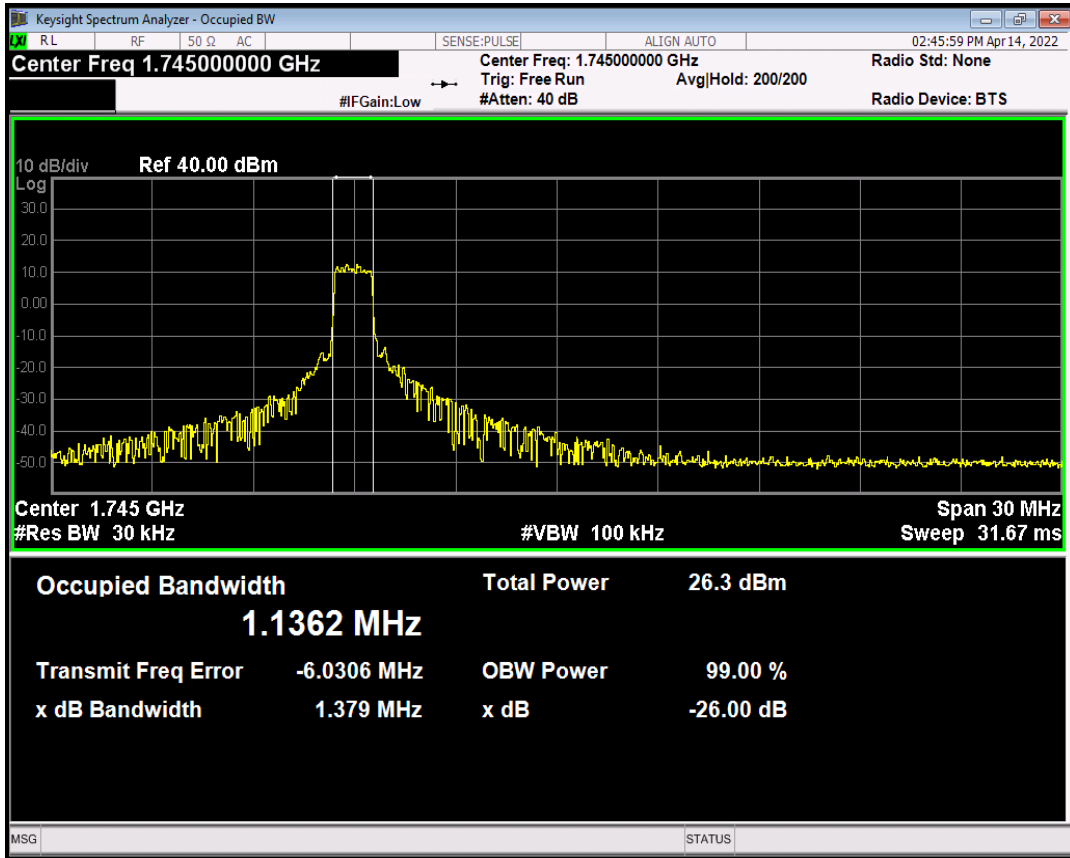 Keysight Spectrum Analyzer - Occupied BW
LXI RL RF 50 Ω AC SENSE:PULSE ALIGN AUTO 02:45:59 PM Apr 14, 2022
Center Freq 1.745000000 GHz
Center Freq: 1.745000000 GHz Radio Std: None
Trig: Free Run Avg|Hold: 200/200
#IFGain:Low #Atten: 40 dB Radio Device: BTS
10 dB/div Ref 40.00 dBm
Log
30.0
20.0
10.0
0.00
-10.0
-20.0
-30.0
-40.0
-50.0
Center 1.745 GHz Span 30 MHz
#Res BW 30 kHz #VBW 100 kHz Sweep 31.67 ms
Occupied Bandwidth Total Power 26.3 dBm
1.1362 MHz
Transmit Freq Error -6.0306 MHz OBW Power 99.00 %
x dB Bandwidth 1.379 MHz x dB -26.00 dB
MSG STATUS